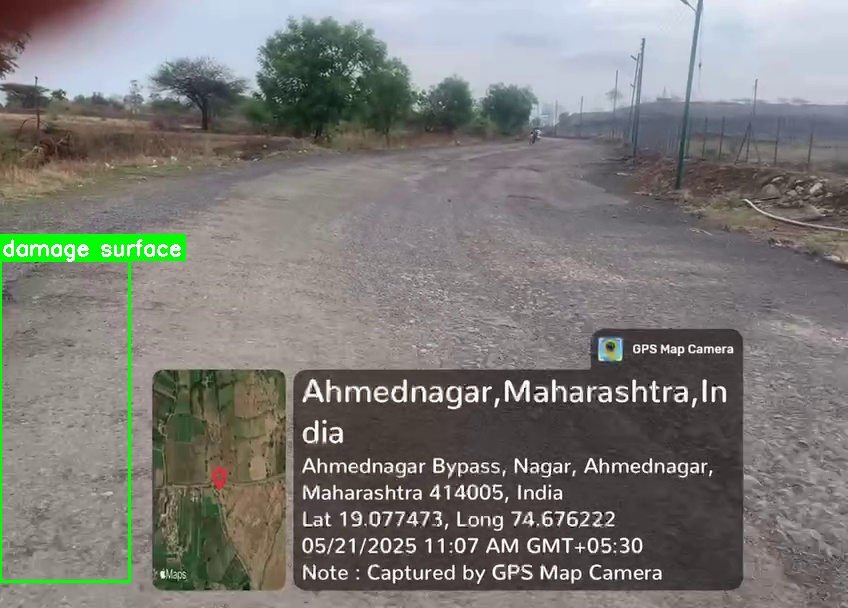 damage surface
GPS Map Camera
Ahmednagar,Maharashtra,In
dia
Ahmednagar Bypass, Nagar, Ahmednagar,
Maharashtra 414005, India
Lat 19.077473, Long 74.676222
05/21/2025 11:07 AM GMT+05:30
Note : Captured by GPS Map Camera
Maps